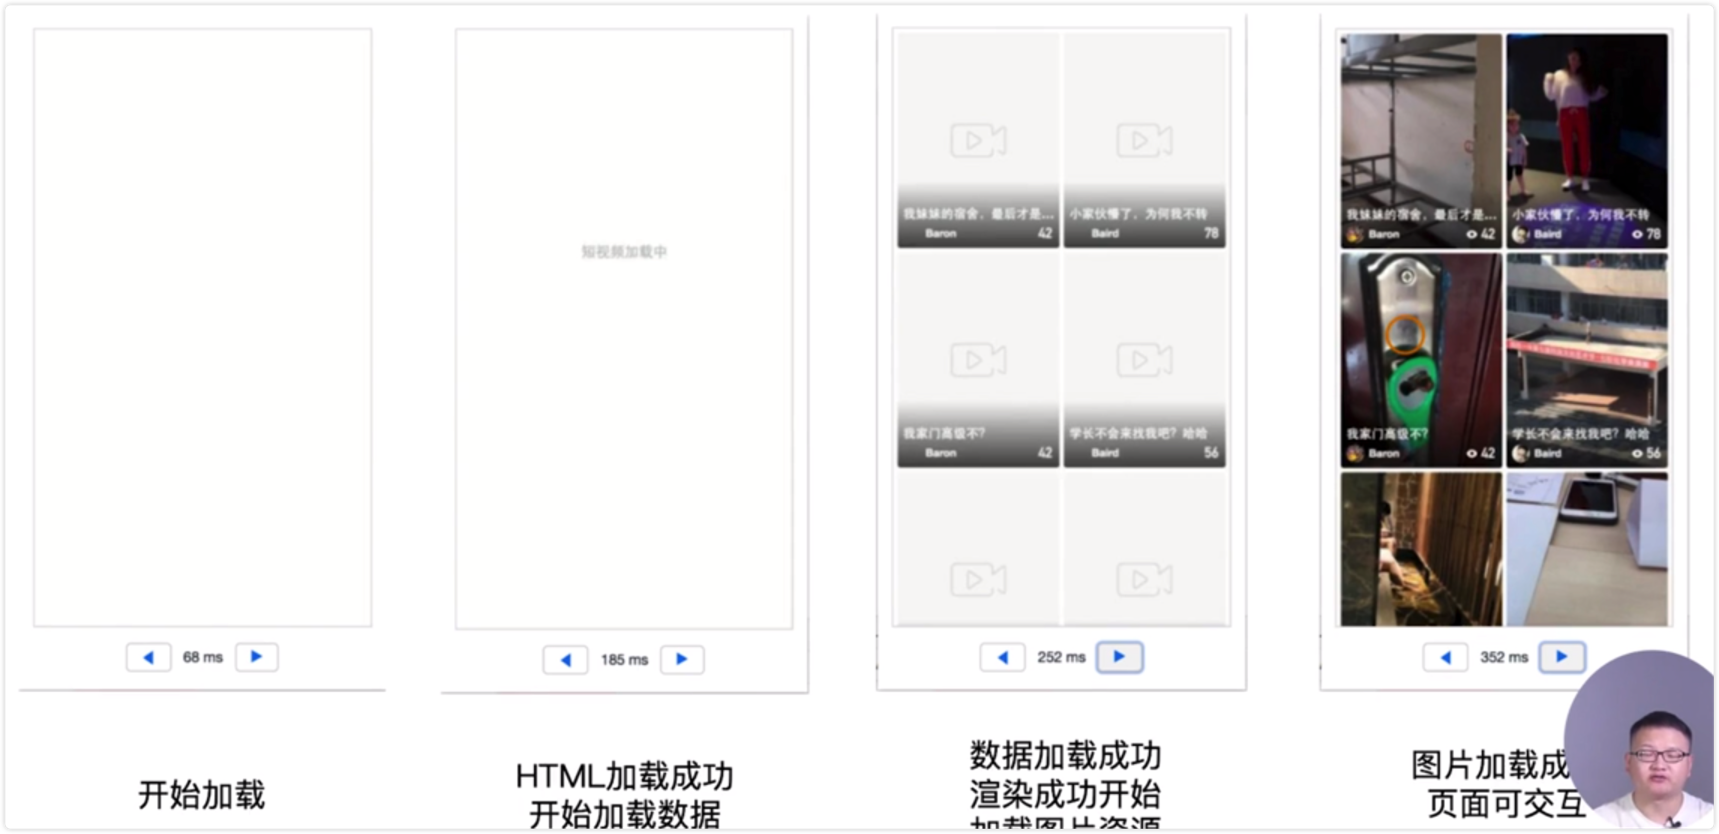 短视频加载中
我妹妹的宿舍，最后才是...
Baron 42
小家伙懂了，为何我不转
Baird 78
我家门高级不?
Baron 42
学长不会来找我吧? 哈哈
Baird 56
我妹妹的宿舍，最后才是...
Baron 42
小家伙懂了，为何我不转
Baird 78
我家门高级不?
Baron 42
学长不会来找我吧? 哈哈
Baird 56
68 ms
185 ms
252 ms
352 ms
开始加载
HTML加载成功
开始加载数据
数据加载成功
渲染成功开始
加载图片资源
图片加载成
页面可交互